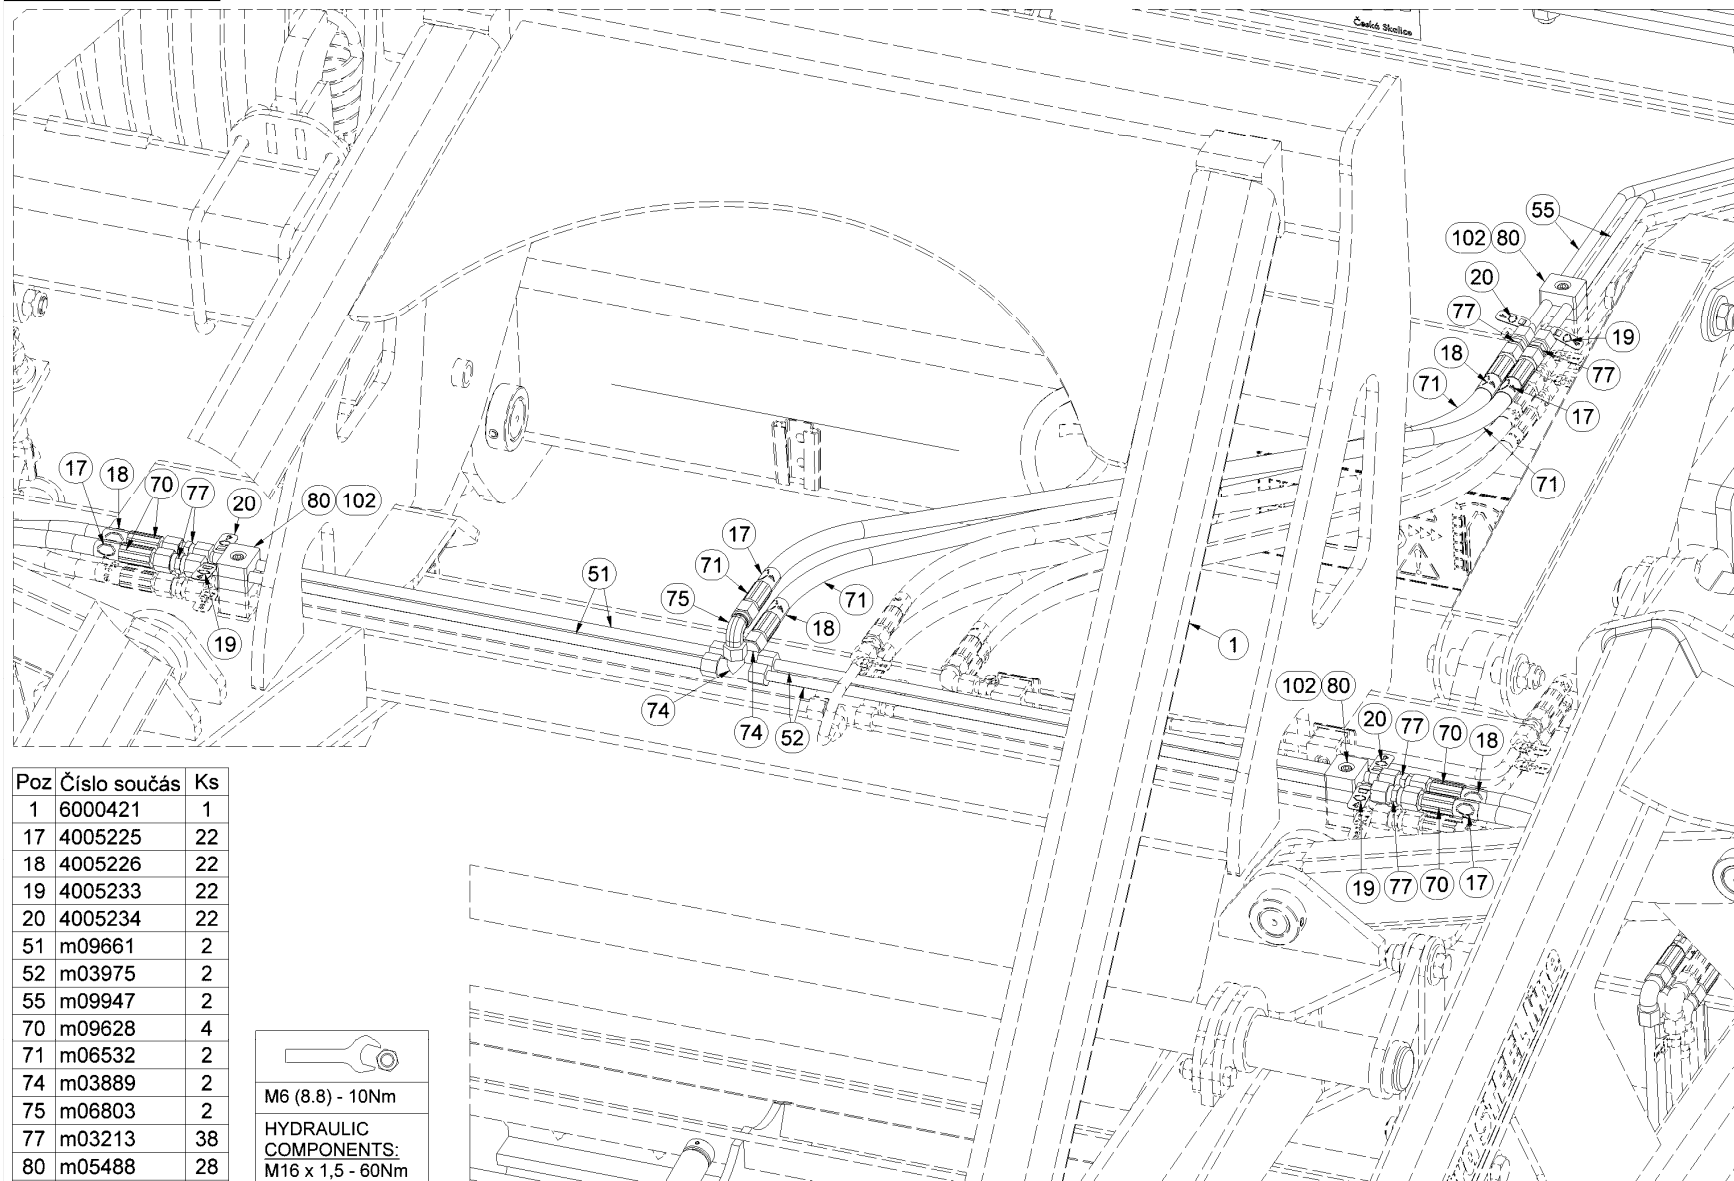 Česká Skalice
55
102 80
20
77
19
18
77
71
17
71
17 18 70 77 20 80 102
17
71
51
75
71
18
19
1
74
74 52
102 80
20 77 70 18
19 77 70 17
Poz Číslo součás Ks
1 6000421 1
17 4005225 22
18 4005226 22
19 4005233 22
20 4005234 22
51 m09661 2
52 m03975 2
55 m09947 2
70 m09628 4
71 m06532 2
74 m03889 2
75 m06803 2
77 m03213 38
80 m05488 28
M6 (8.8) - 10Nm
HYDRAULIC
COMPONENTS:
M16 x 1,5 - 60Nm